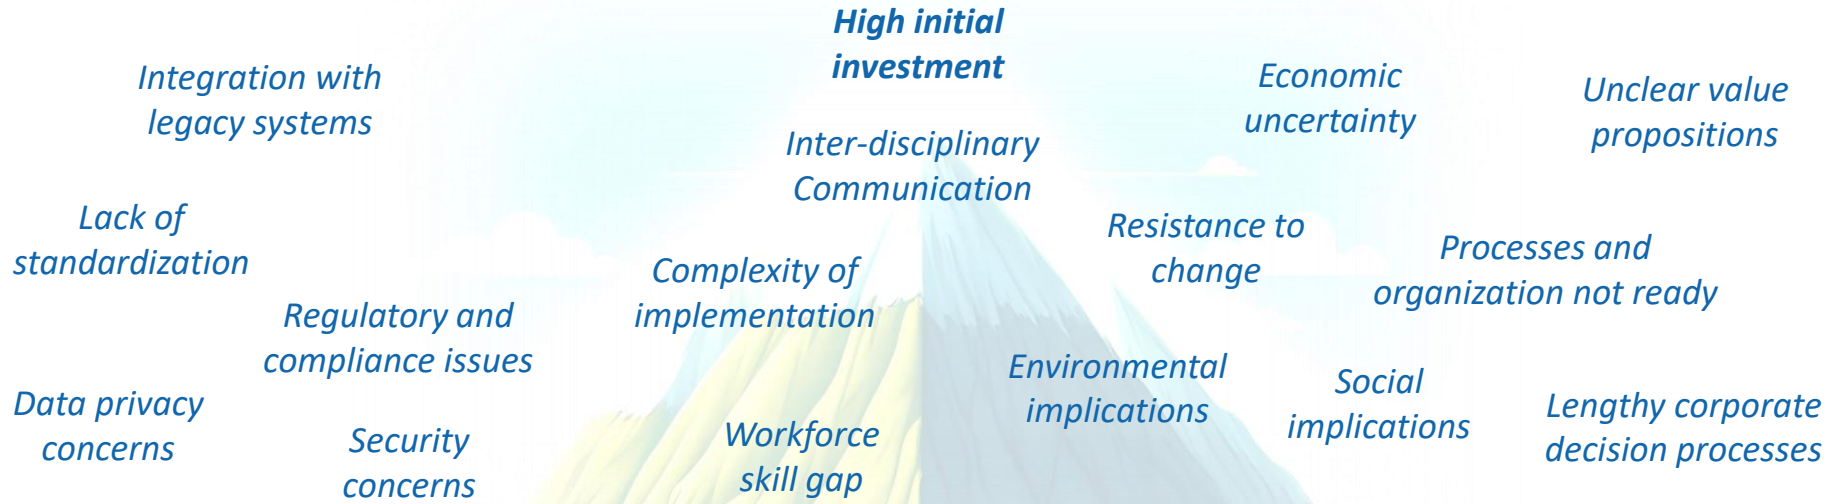 High initial
investment
Integration with
legacy systems
Economic
uncertainty
Unclear value
propositions
Inter-disciplinary
Communication
Lack of
standardization
Resistance to
change
Processes and
organization not ready
Complexity of
implementation
Regulatory and
compliance issues
Environmental
implications
Social
implications
Data privacy
concerns
Lengthy corporate
decision processes
Security
concerns
Workforce
skill gap